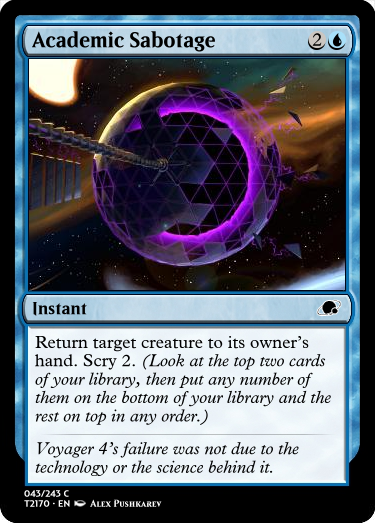 Academic Sabotage 2
Instant
Return target creature to its owner's
hand. Scry 2. (Look at the top two cards
of your library, then put any number of
them on the bottom of your library and the
rest on top in any order.)
Voyager 4's failure was not due to the
technology or the science behind it.
043/243 C
T2170 · EN Alex Pushkarev